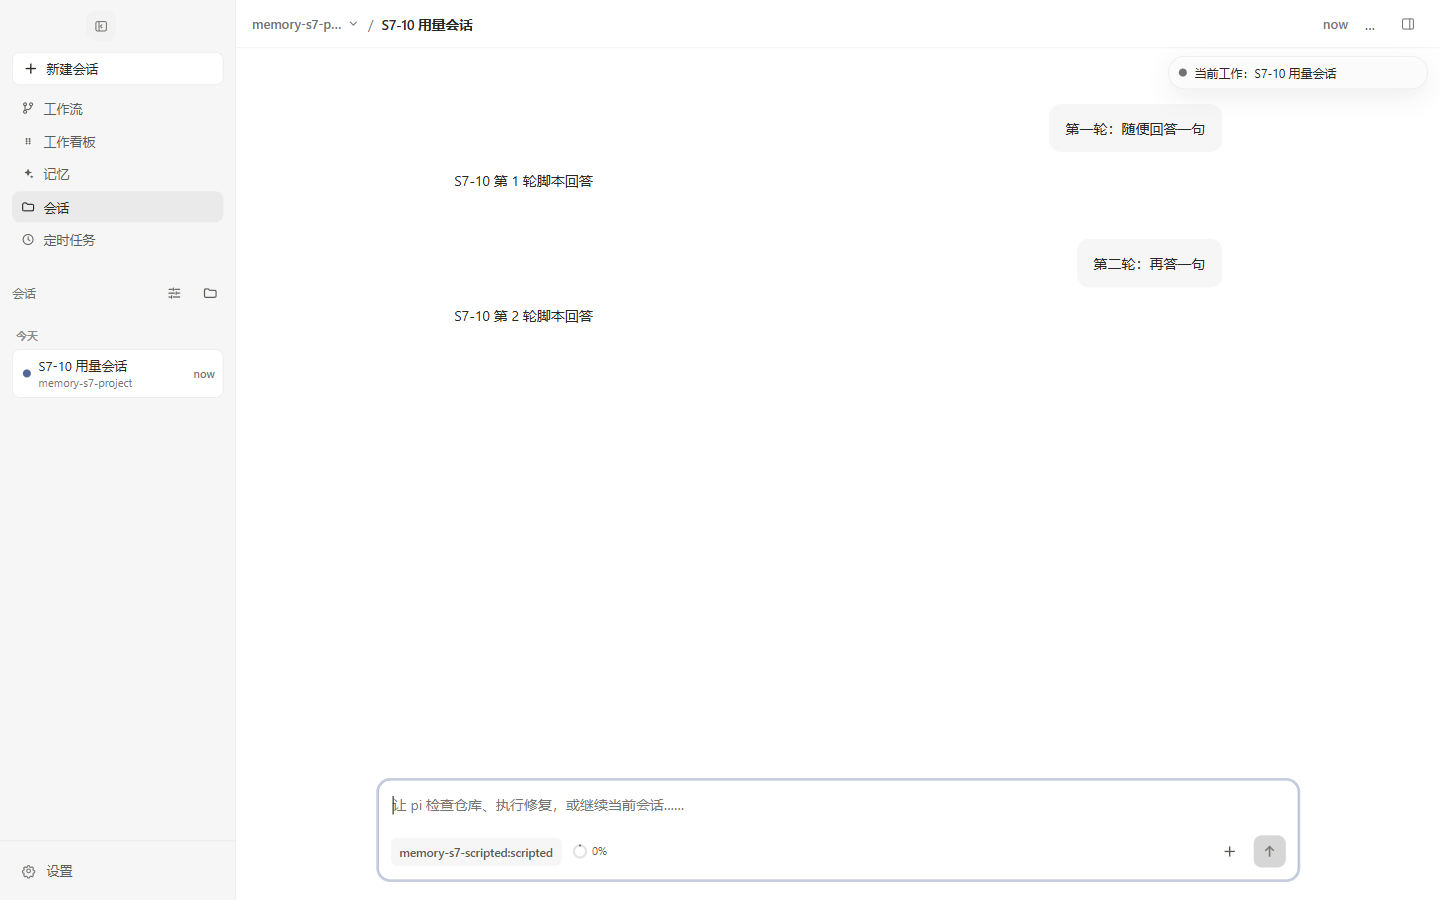 新建会话
工作流
工作看板
记忆
会话
定时任务
会话
今天
S7-10 用量会话
memory-s7-project
now
设置
memory-s7-p... / S7-10 用量会话
now ...
当前工作：S7-10 用量会话
第一轮：随便回答一句
S7-10 第 1 轮脚本回答
第二轮：再答一句
S7-10 第 2 轮脚本回答
让 pi 检查仓库、执行修复，或继续当前会话......
memory-s7-scripted:scripted
0%